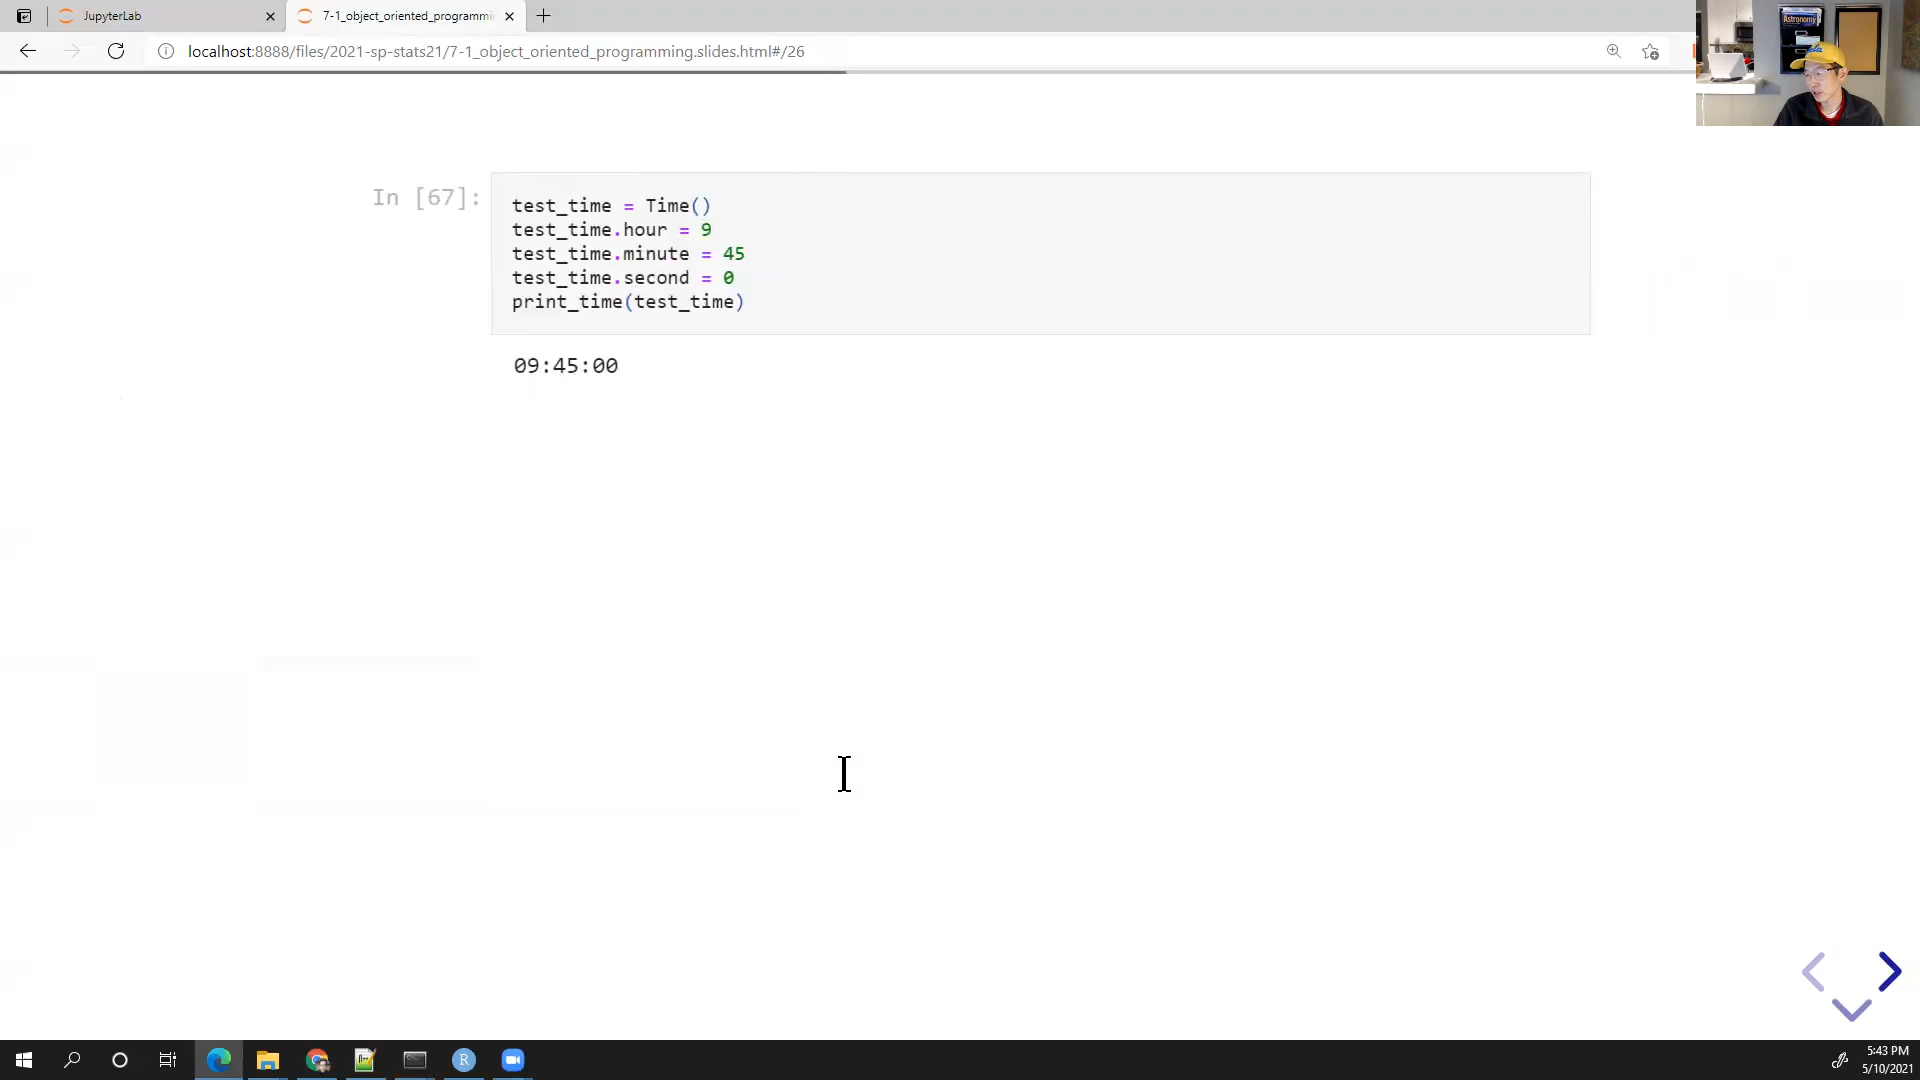 JupyterLab
7-1_object_oriented_programmi
localhost:8888/files/2021-sp-stats21/7-1_object_oriented_programming.slides.html#/26
Astronomy
In [67]:
test_time = Time()
test_time.hour = 9
test_time.minute = 45
test_time.second = 0
print_time(test_time)
09:45:00
R
5:43 PM
5/10/2021